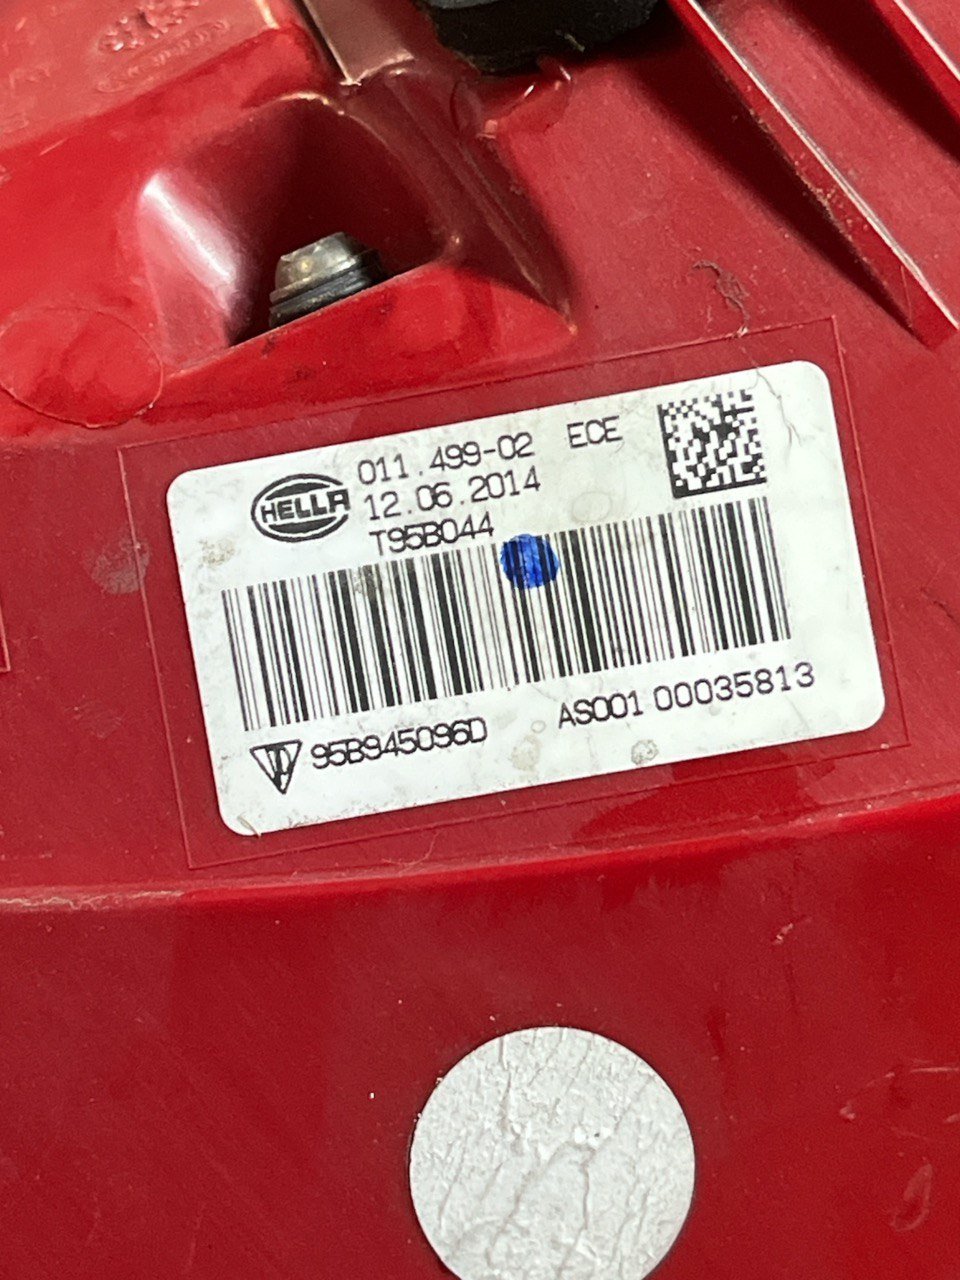 HELLA
011.499-02 ECE
12.06.2014
T95B044
95B945096D AS001 00035813